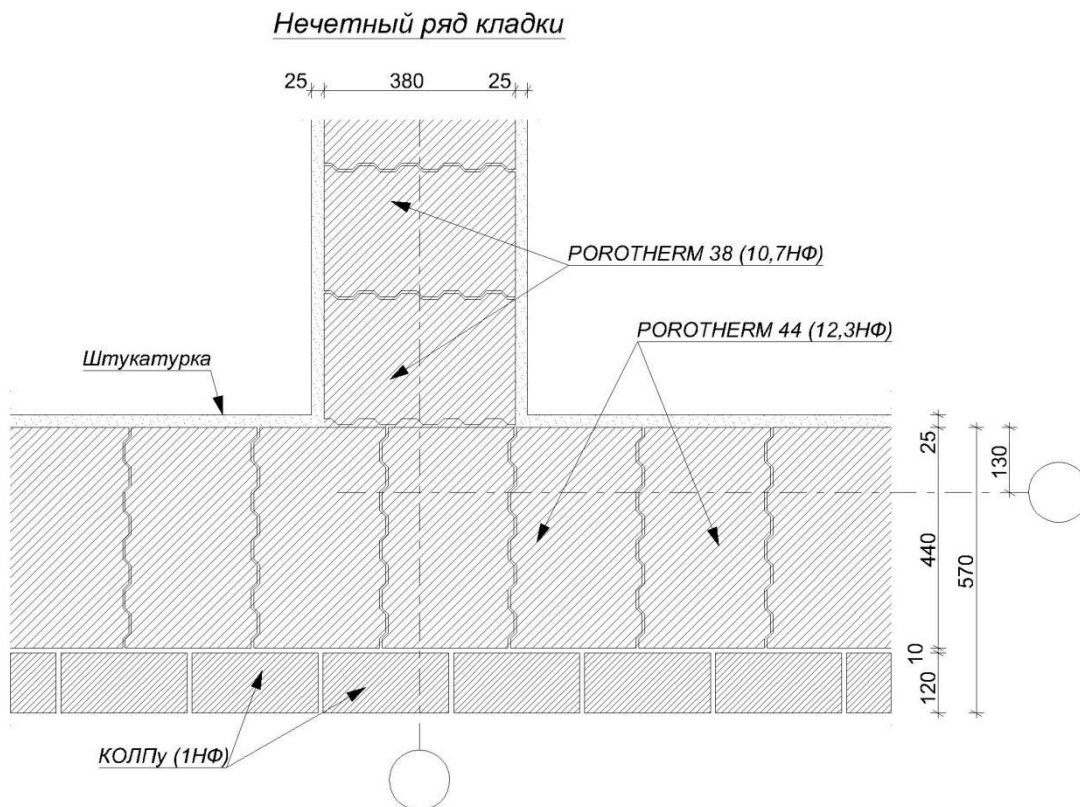 Нечетный ряд кладки
25 380 25
POROTHERM 38 (10,7НФ)
POROTHERM 44 (12,3НФ)
Штукатурка
25
130
440
570
10
120
КОЛПу (1НФ)